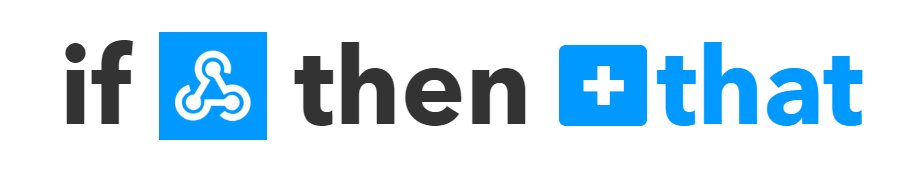 if then +that